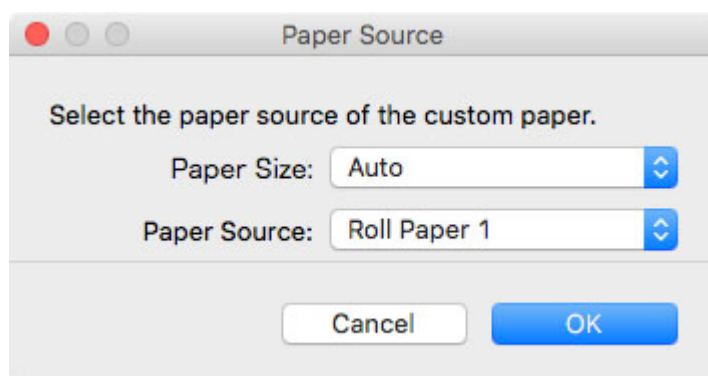 Paper Source
Select the paper source of the custom paper.
Paper Size: Auto
Paper Source: Roll Paper 1
Cancel OK